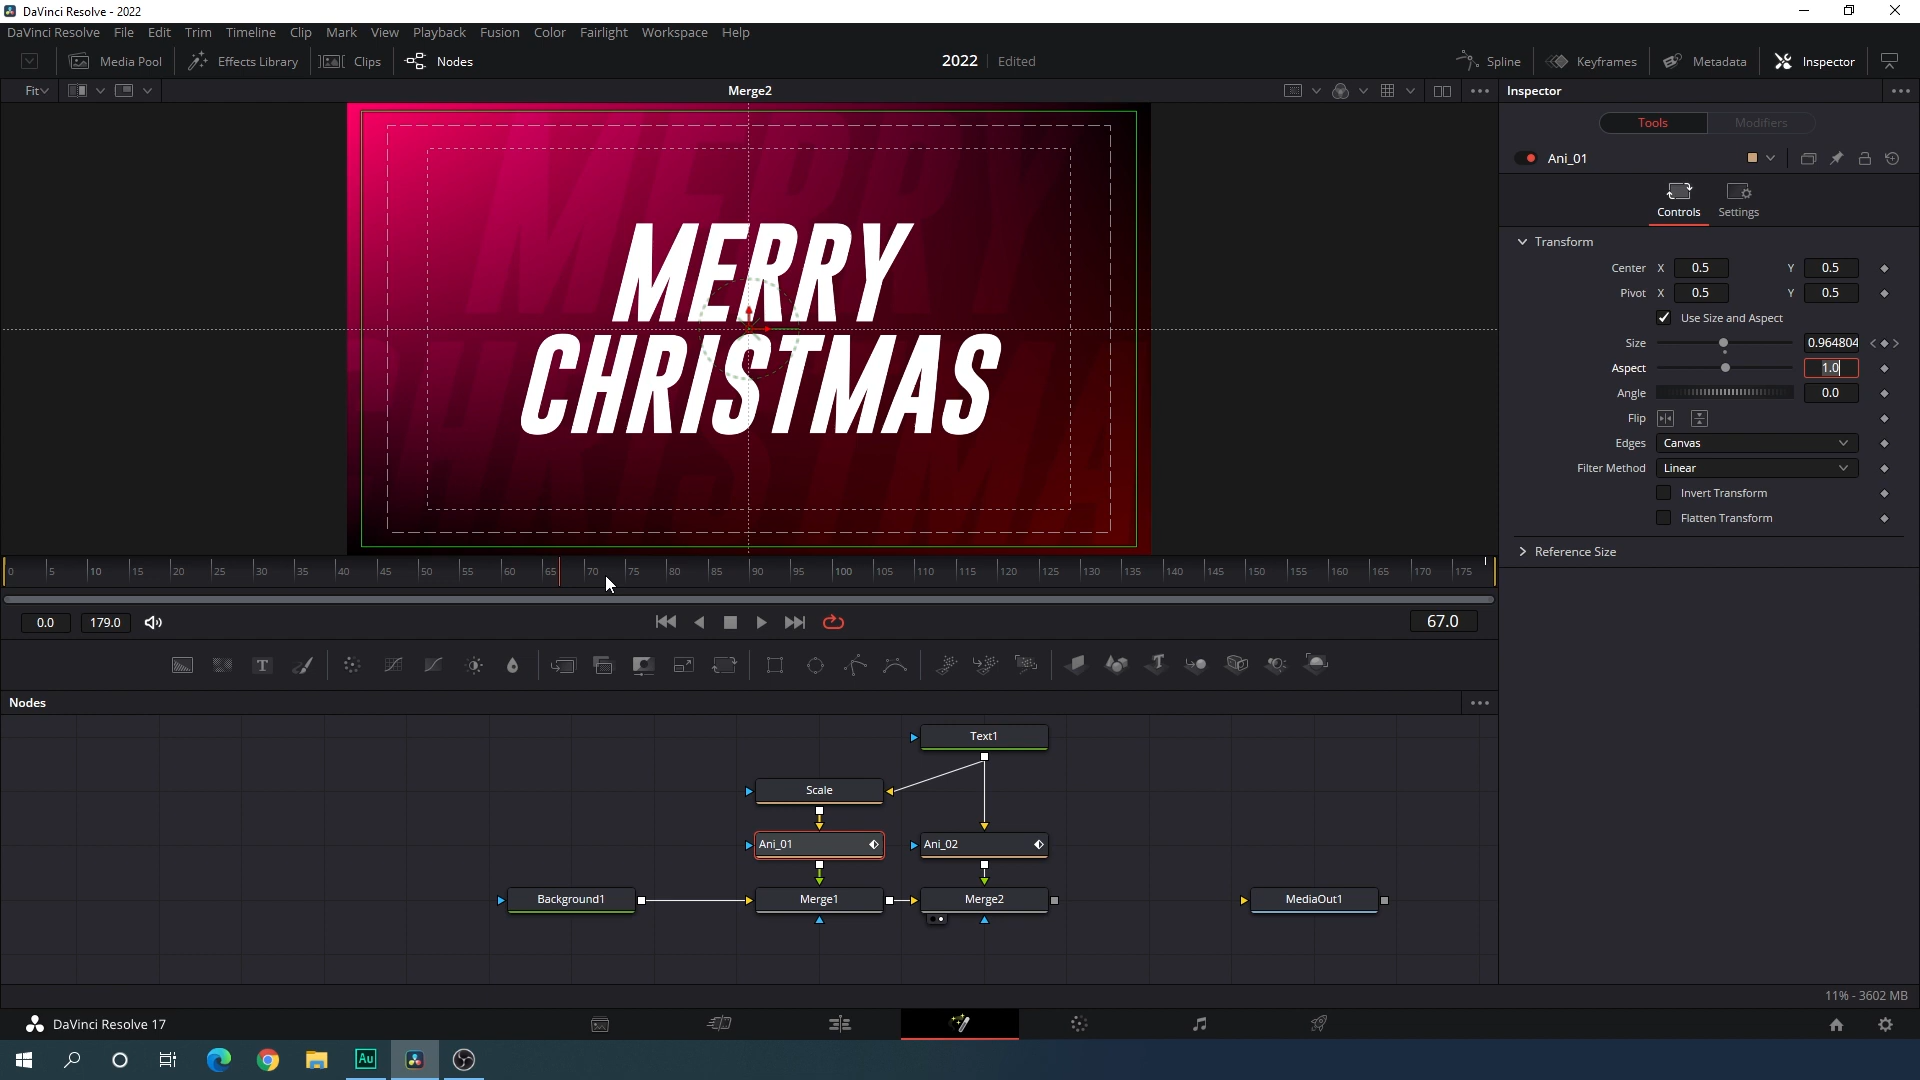 DaVinci Resolve - 2022
DaVinci Resolve File Edit Trim Timeline Clip Mark View Playback Fusion Color Fairlight Workspace Help
Media Pool Effects Library Clips Nodes 2022 Edited Spline Keyframes Metadata Inspector
Fit Merge2 Inspector
Tools Modifiers
Ani_01
Controls Settings
Transform
Center X 0.5 Y 0.5
Pivot X 0.5 Y 0.5
Use Size and Aspect
Size 0.964804
Aspect 1.0
Angle 0.0
Flip
Edges Canvas
Filter Method Linear
Invert Transform
Flatten Transform
Reference Size
MERRY
CHRISTMAS
MERRY
CHRISTMAS
0 5 10 15 20 25 30 35 40 45 50 55 60 65 70 75 80 85 90 95 100 105 110 115 120 125 130 135 140 145 150 155 160 165 170 175
0.0 179.0 67.0
T
T
Nodes
Text1
Scale
Ani_01 Ani_02
Background1 Merge1 Merge2 MediaOut1
11% - 3602 MB
DaVinci Resolve 17
Au